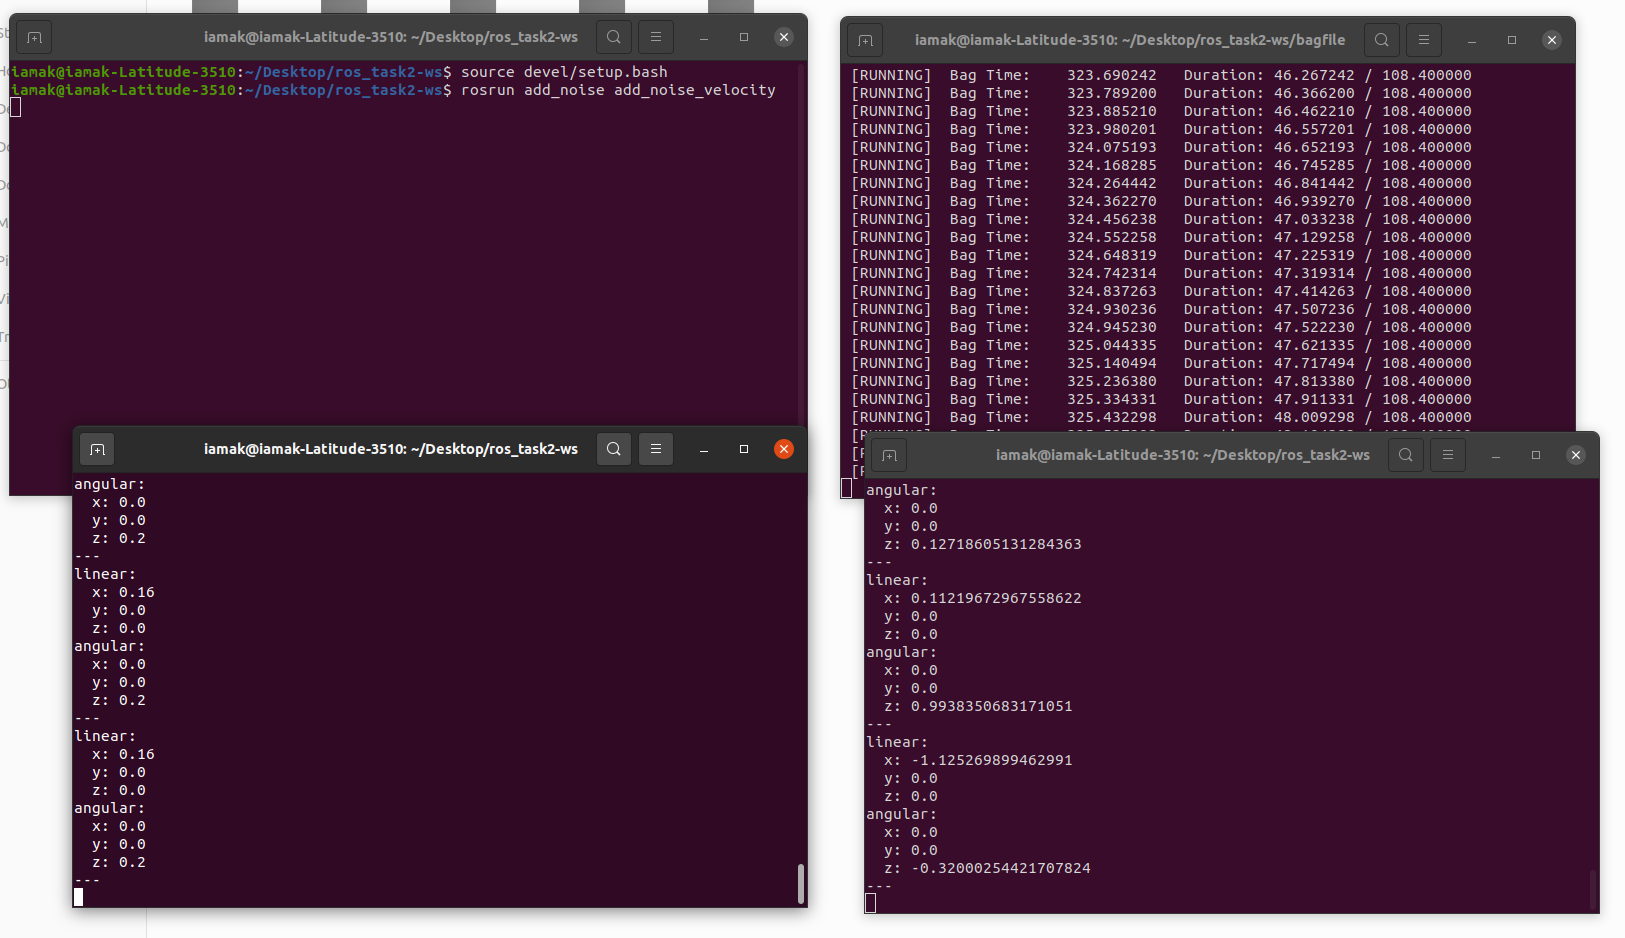 iamak@iamak-Latitude-3510: ~/Desktop/ros_task2-ws
iamak@iamak-Latitude-3510:~/Desktop/ros_task2-ws$ source devel/setup.bash
iamak@iamak-Latitude-3510:~/Desktop/ros_task2-ws$ rosrun add_noise add_noise_velocity
iamak@iamak-Latitude-3510: ~/Desktop/ros_task2-ws/bagfile
[RUNNING]  Bag Time:    323.690242   Duration: 46.267242 / 108.400000
[RUNNING]  Bag Time:    323.789200   Duration: 46.366200 / 108.400000
[RUNNING]  Bag Time:    323.885210   Duration: 46.462210 / 108.400000
[RUNNING]  Bag Time:    323.980201   Duration: 46.557201 / 108.400000
[RUNNING]  Bag Time:    324.075193   Duration: 46.652193 / 108.400000
[RUNNING]  Bag Time:    324.168285   Duration: 46.745285 / 108.400000
[RUNNING]  Bag Time:    324.264442   Duration: 46.841442 / 108.400000
[RUNNING]  Bag Time:    324.362270   Duration: 46.939270 / 108.400000
[RUNNING]  Bag Time:    324.456238   Duration: 47.033238 / 108.400000
[RUNNING]  Bag Time:    324.552258   Duration: 47.129258 / 108.400000
[RUNNING]  Bag Time:    324.648319   Duration: 47.225319 / 108.400000
[RUNNING]  Bag Time:    324.742314   Duration: 47.319314 / 108.400000
[RUNNING]  Bag Time:    324.837263   Duration: 47.414263 / 108.400000
[RUNNING]  Bag Time:    324.930236   Duration: 47.507236 / 108.400000
[RUNNING]  Bag Time:    324.945230   Duration: 47.522230 / 108.400000
[RUNNING]  Bag Time:    325.044335   Duration: 47.621335 / 108.400000
[RUNNING]  Bag Time:    325.140494   Duration: 47.717494 / 108.400000
[RUNNING]  Bag Time:    325.236380   Duration: 47.813380 / 108.400000
[RUNNING]  Bag Time:    325.334331   Duration: 47.911331 / 108.400000
[RUNNING]  Bag Time:    325.432298   Duration: 48.009298 / 108.400000
iamak@iamak-Latitude-3510: ~/Desktop/ros_task2-ws
angular:
  x: 0.0
  y: 0.0
  z: 0.2
---
linear:
  x: 0.16
  y: 0.0
  z: 0.0
angular:
  x: 0.0
  y: 0.0
  z: 0.2
---
linear:
  x: 0.16
  y: 0.0
  z: 0.0
angular:
  x: 0.0
  y: 0.0
  z: 0.2
---
iamak@iamak-Latitude-3510: ~/Desktop/ros_task2-ws
angular:
  x: 0.0
  y: 0.0
  z: 0.12718605131284363
---
linear:
  x: 0.11219672967558622
  y: 0.0
  z: 0.0
angular:
  x: 0.0
  y: 0.0
  z: 0.9938350683171051
---
linear:
  x: -1.125269899462991
  y: 0.0
  z: 0.0
angular:
  x: 0.0
  y: 0.0
  z: -0.32000254421707824
---